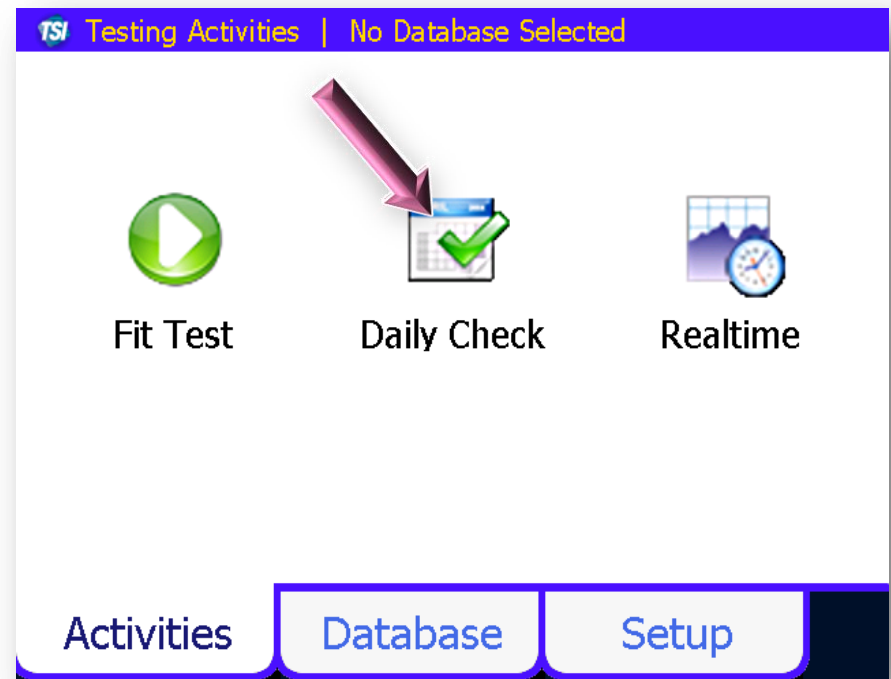 TSI Testing Activities | No Database Selected
Fit Test Daily Check Realtime
Activities Database Setup